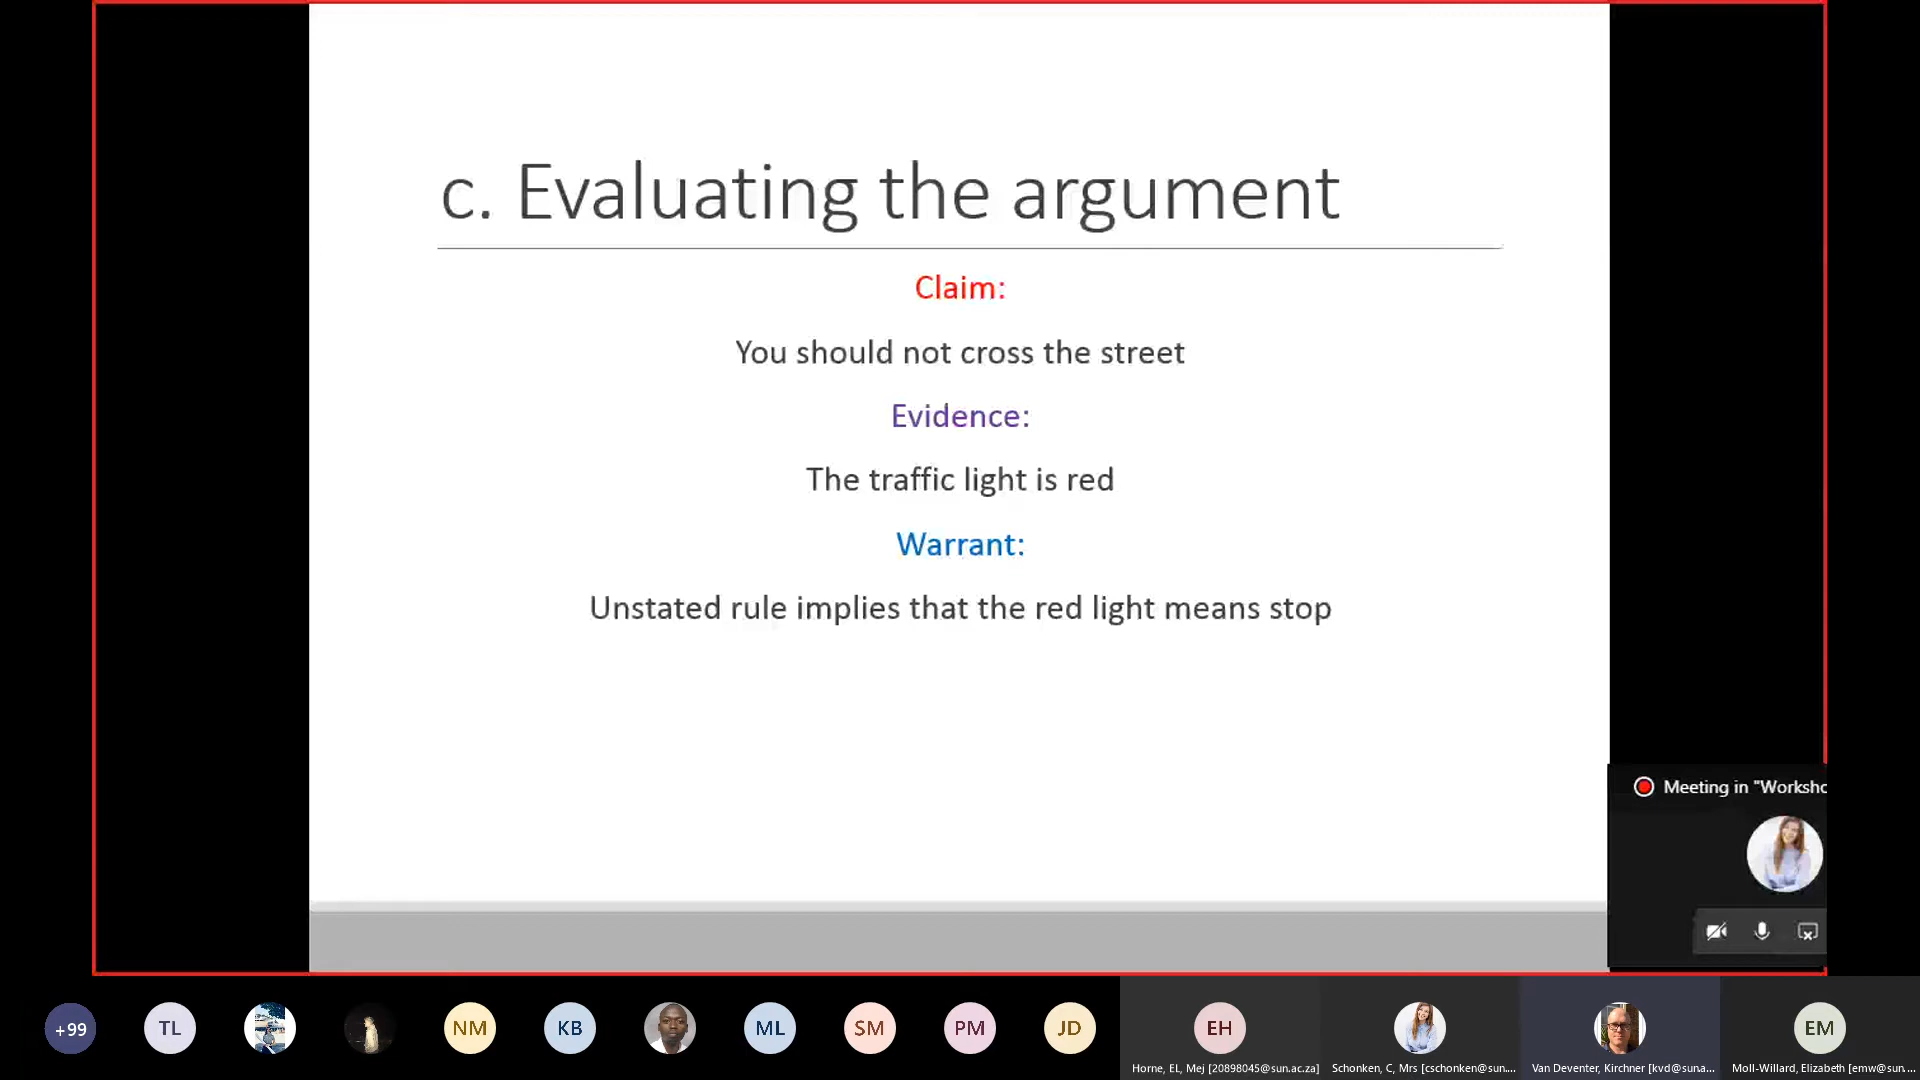 c. Evaluating the argument
Claim:
You should not cross the street
Evidence:
The traffic light is red
Warrant:
Unstated rule implies that the red light means stop
Meeting in "Worksho
+99
TL
NM
KB
ML
SM
PM
JD
EH
EM
Horne, EL, Mej [20898045@sun.ac.za]
Schonken, C, Mrs [cschonken@sun....
Van Deventer, Kirchner [kvd@suna...
Moll-Willard, Elizabeth [emw@sun....